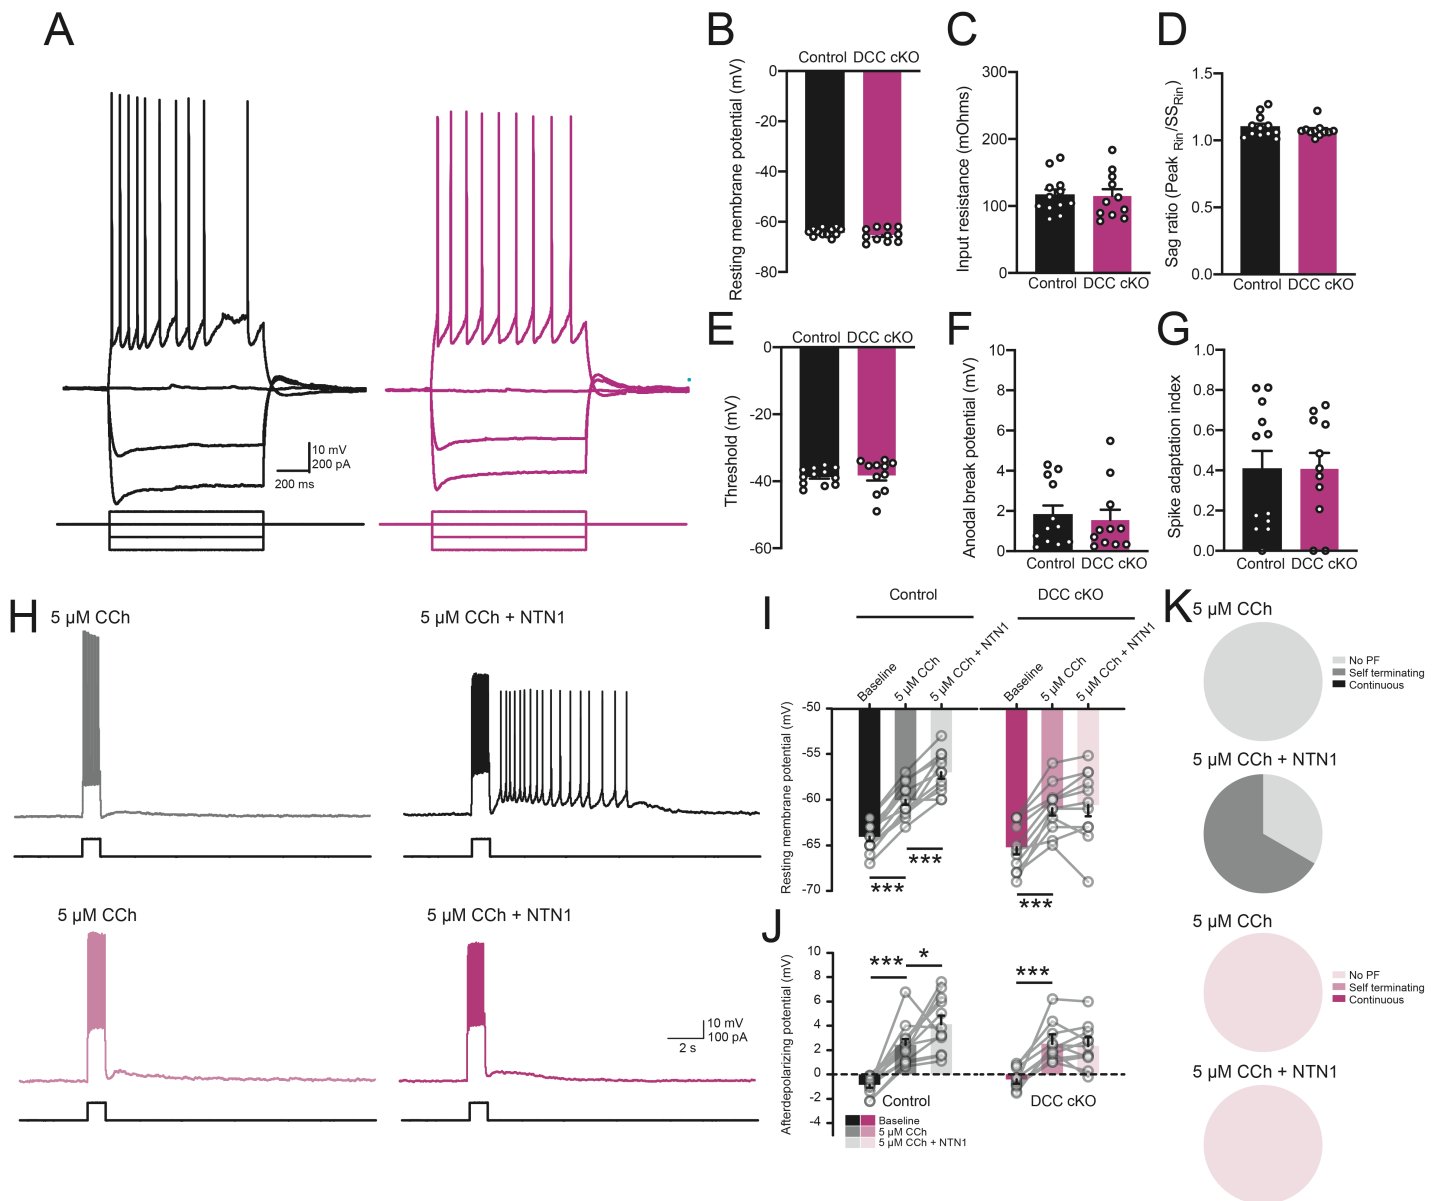 A
10 mV
200 pA
200 ms
B
Control DCC cKO
Resting membrane potential (mV)
0
-20
-40
-60
-80
C
Input resistance (mOhms)
300
200
100
0
Control DCC cKO
D
Sag ratio (Peak Rin/SSRin)
1.5
1.0
0.5
0.0
Control DCC cKO
E
Control DCC cKO
Threshold (mV)
0
-20
-40
-60
F
Anodal break potential (mV)
10
8
6
4
2
0
Control DCC cKO
G
Spike adaptation index
1.0
0.8
0.6
0.4
0.2
0.0
Control DCC cKO
H
5 µM CCh
5 µM CCh + NTN1
5 µM CCh
5 µM CCh + NTN1
10 mV
100 pA
2 s
I
Control
DCC cKO
Baseline
5 µM CCh
5 µM CCh + NTN1
Baseline
5 µM CCh
5 µM CCh + NTN1
Resting membrane potential (mV)
-50
-55
-60
-65
-70
***
***
***
J
Afterdepolarizing potential (mV)
10
8
6
4
2
0
-2
-4
***
*
***
Control
DCC cKO
Baseline
5 µM CCh
5 µM CCh + NTN1
K
5 µM CCh
No PF
Self terminating
Continuous
5 µM CCh + NTN1
5 µM CCh
No PF
Self terminating
Continuous
5 µM CCh + NTN1